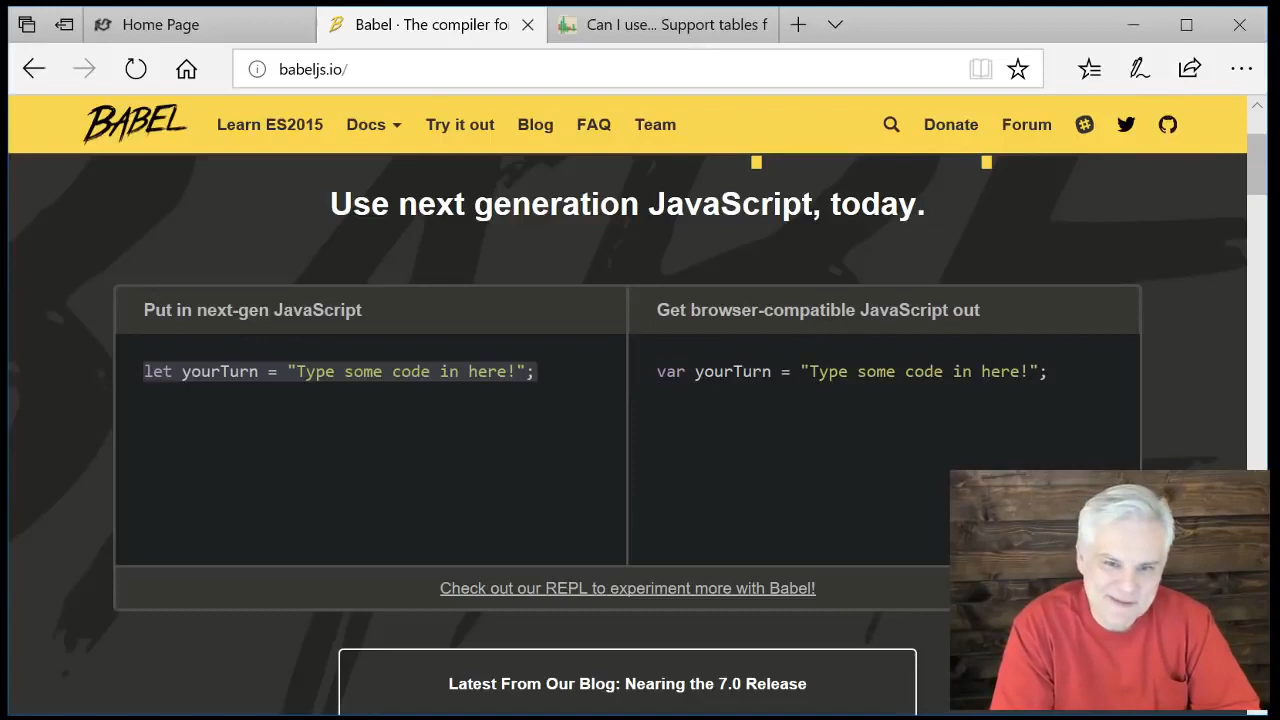 Home Page
Babel · The compiler fo
Can I use... Support tables f
babeljs.io/
BABEL
Learn ES2015
Docs
Try it out
Blog
FAQ
Team
Donate
Forum
Use next generation JavaScript, today.
Put in next-gen JavaScript
Get browser-compatible JavaScript out
let yourTurn = "Type some code in here!";
var yourTurn = "Type some code in here!";
Check out our REPL to experiment more with Babel!
Latest From Our Blog: Nearing the 7.0 Release